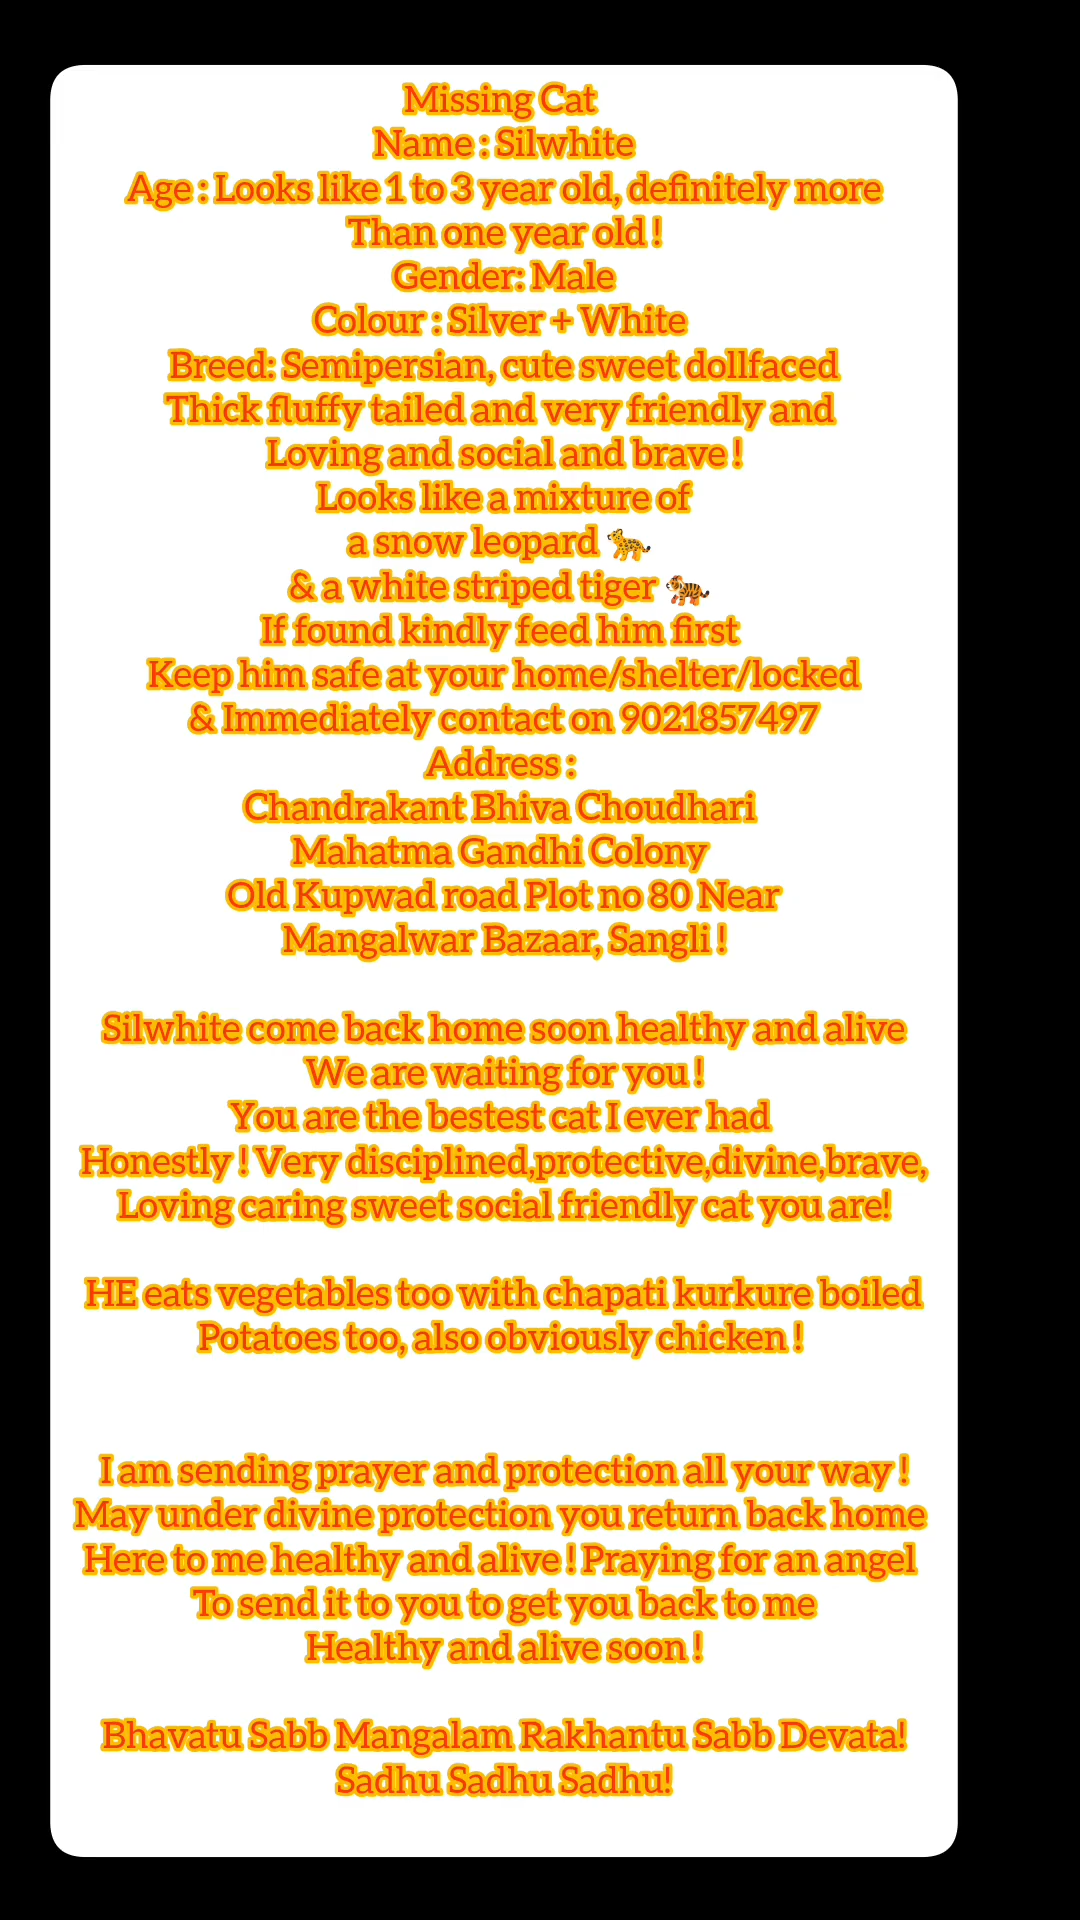 Missing Cat
Name : Silwhite
Age : Looks like 1 to 3 year old, definitely more
Than one year old !
Gender: Male
Colour : Silver + White
Breed: Semipersian, cute sweet dollfaced
Thick fluffy tailed and very friendly and
Loving and social and brave !
Looks like a mixture of
a snow leopard 🐆
& a white striped tiger 🐅
If found kindly feed him first
Keep him safe at your home/shelter/locked
& Immediately contact on 9021857497
Address :
Chandrakant Bhiva Choudhari
Mahatma Gandhi Colony
Old Kupwad road Plot no 80 Near
Mangalwar Bazaar, Sangli !
Silwhite come back home soon healthy and alive
We are waiting for you !
You are the bestest cat I ever had
Honestly ! Very disciplined,protective,divine,brave,
Loving caring sweet social friendly cat you are!
HE eats vegetables too with chapati kurkure boiled
Potatoes too, also obviously chicken !
I am sending prayer and protection all your way !
May under divine protection you return back home
Here to me healthy and alive ! Praying for an angel
To send it to you to get you back to me
Healthy and alive soon !
Bhavatu Sabb Mangalam Rakhantu Sabb Devata!
Sadhu Sadhu Sadhu!